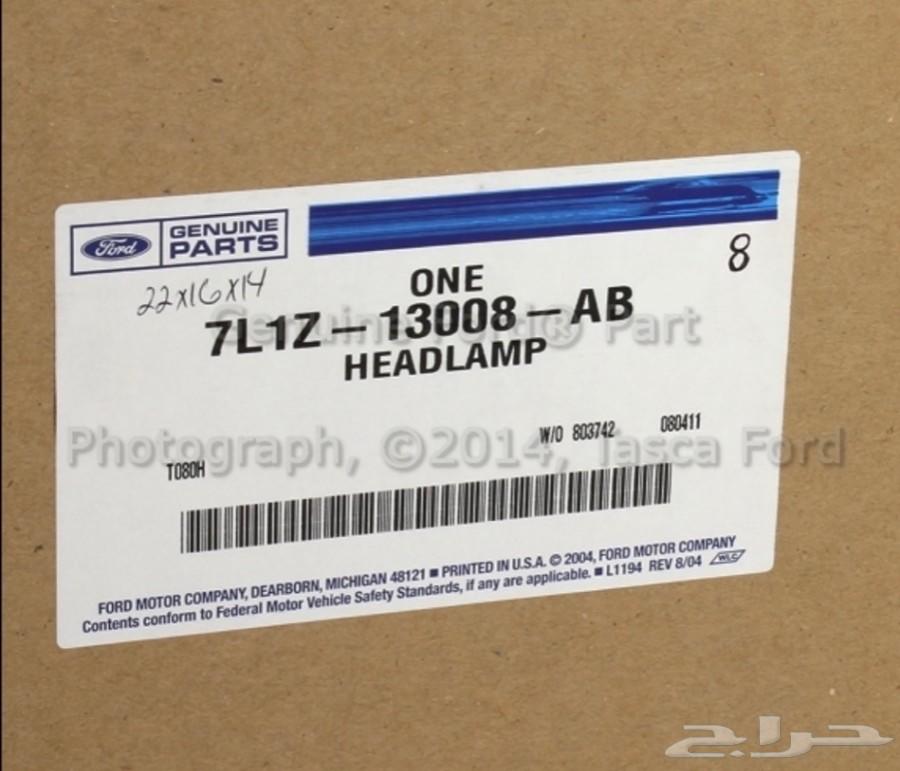 Ford
GENUINE
PARTS
8
22x16x14
ONE
7L1Z-13008-AB
Genuine Ford® Part
HEADLAMP
W/O 803742 080411
Photograph, ©2014, Tasca Ford
T080H
FORD MOTOR COMPANY, DEARBORN, MICHIGAN 48121 ■ PRINTED IN U.S.A. © 2004, FORD MOTOR COMPANY
Contents conform to Federal Motor Vehicle Safety Standards, if any are applicable. ■ L1194 REV 8/04 WLC
حراج